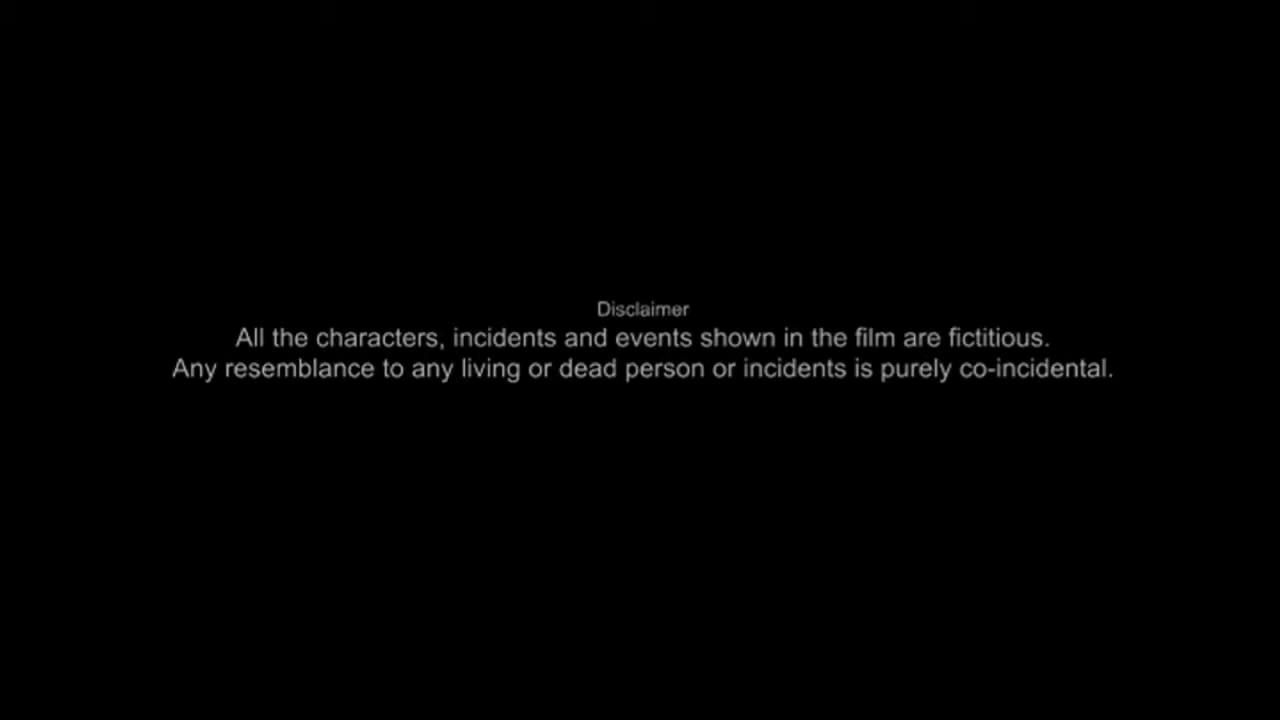 Disclaimer
All the characters, incidents and events shown in the film are fictitious.
Any resemblance to any living or dead person or incidents is purely co-incidental.